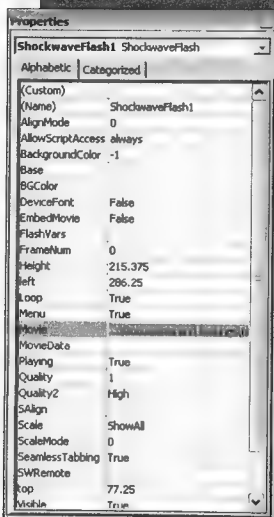 Properties
ShockwaveFlash1 ShockwaveFlash
Alphabetic Categorized
(Custom)
(Name) ShockwaveFlash1
AlignMode 0
AllowScriptAccess always
BackgroundColor -1
Base
BGColor
DeviceFont False
EmbedMovie False
FlashVars
FrameNum 0
Height 215.375
left 286.25
Loop True
Menu True
Movie
MovieData
Playing True
Quality 1
Quality2 High
SAlign
Scale ShowAll
ScaleMode 0
SeamlessTabbing True
SWRemote
top 77.25
Visible True